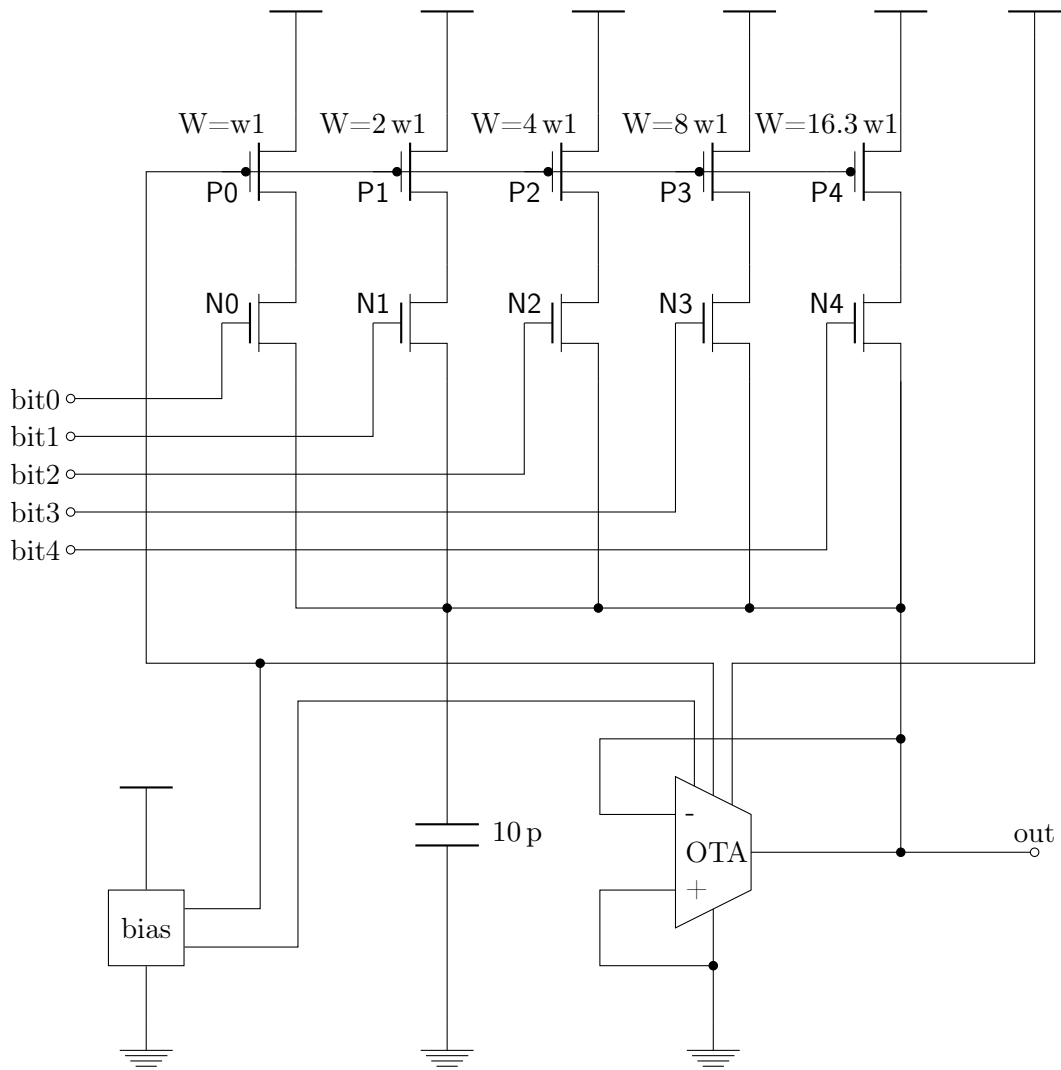 W=w1 W=2 w1 W=4 w1 W=8 w1 W=16.3 w1
P0 P1 P2 P3 P4
N0 N1 N2 N3 N4
bit0
bit1
bit2
bit3
bit4
-
10 p
out
OTA
+
bias